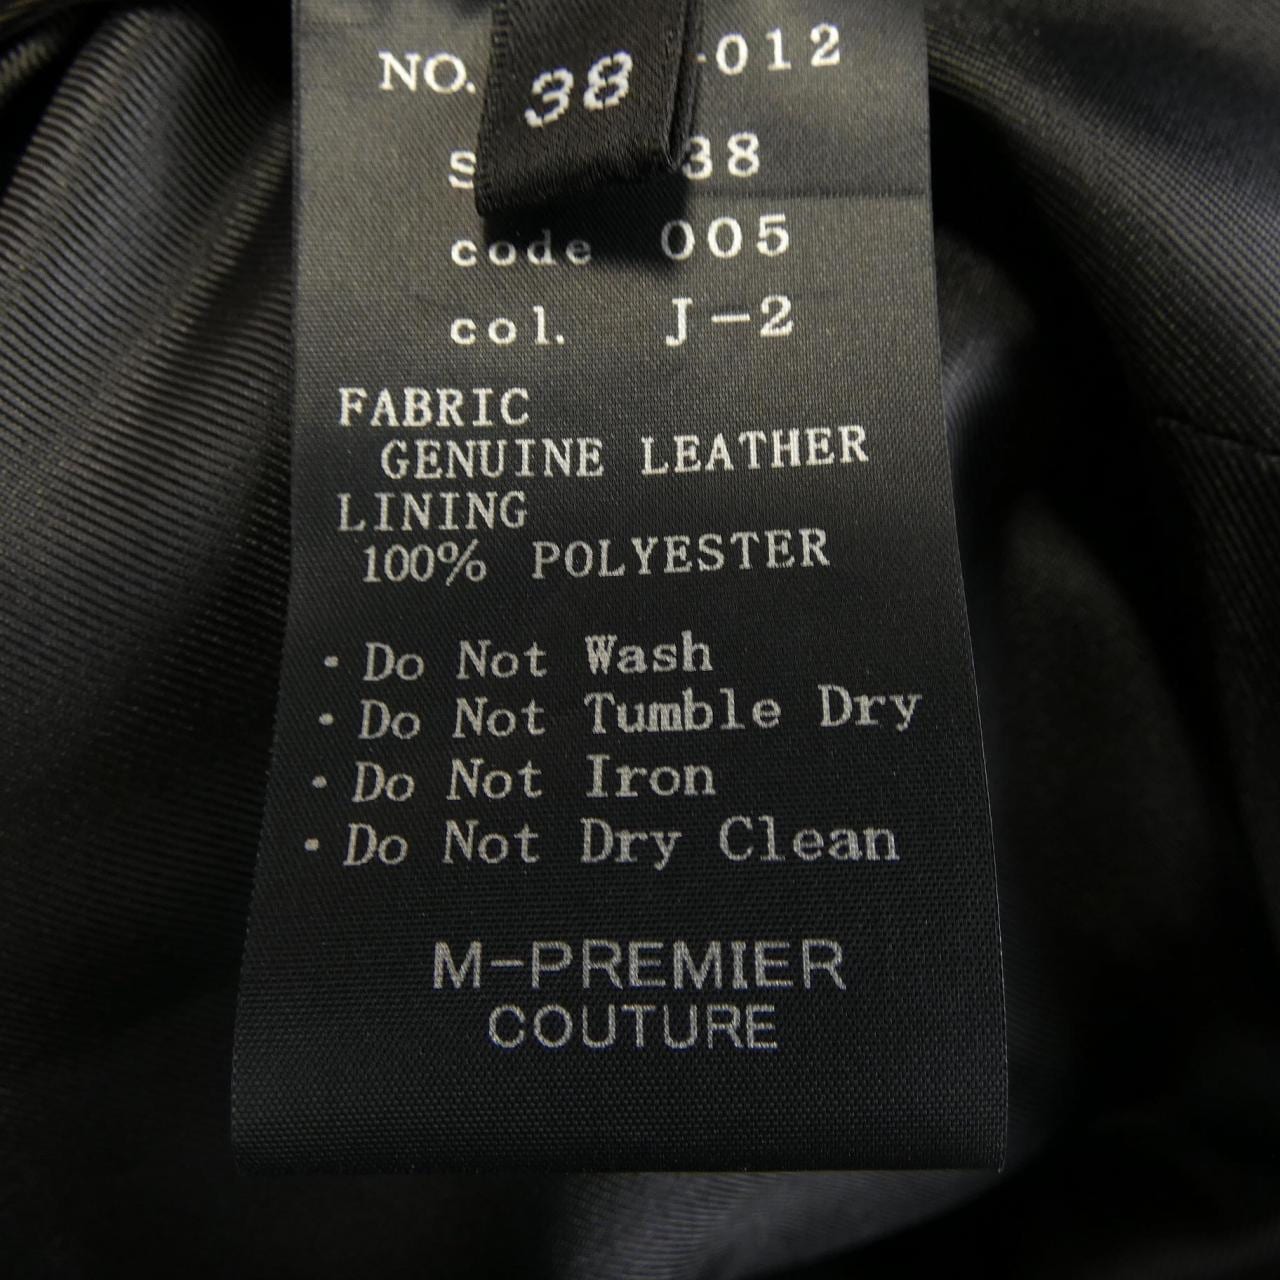 NO. -012
38
38
code 005
col. J-2
FABRIC
GENUINE LEATHER
LINING
100% POLYESTER
・Do Not Wash
・Do Not Tumble Dry
・Do Not Iron
・Do Not Dry Clean
M-PREMIER
COUTURE